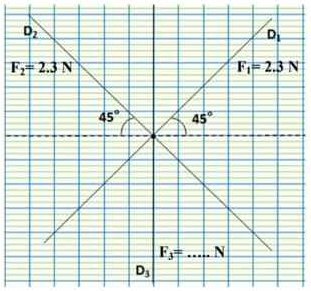 D₂
D₁
F₂= 2.3 N
F₁= 2.3 N
45°
45°
F₃= ..... N
D₃